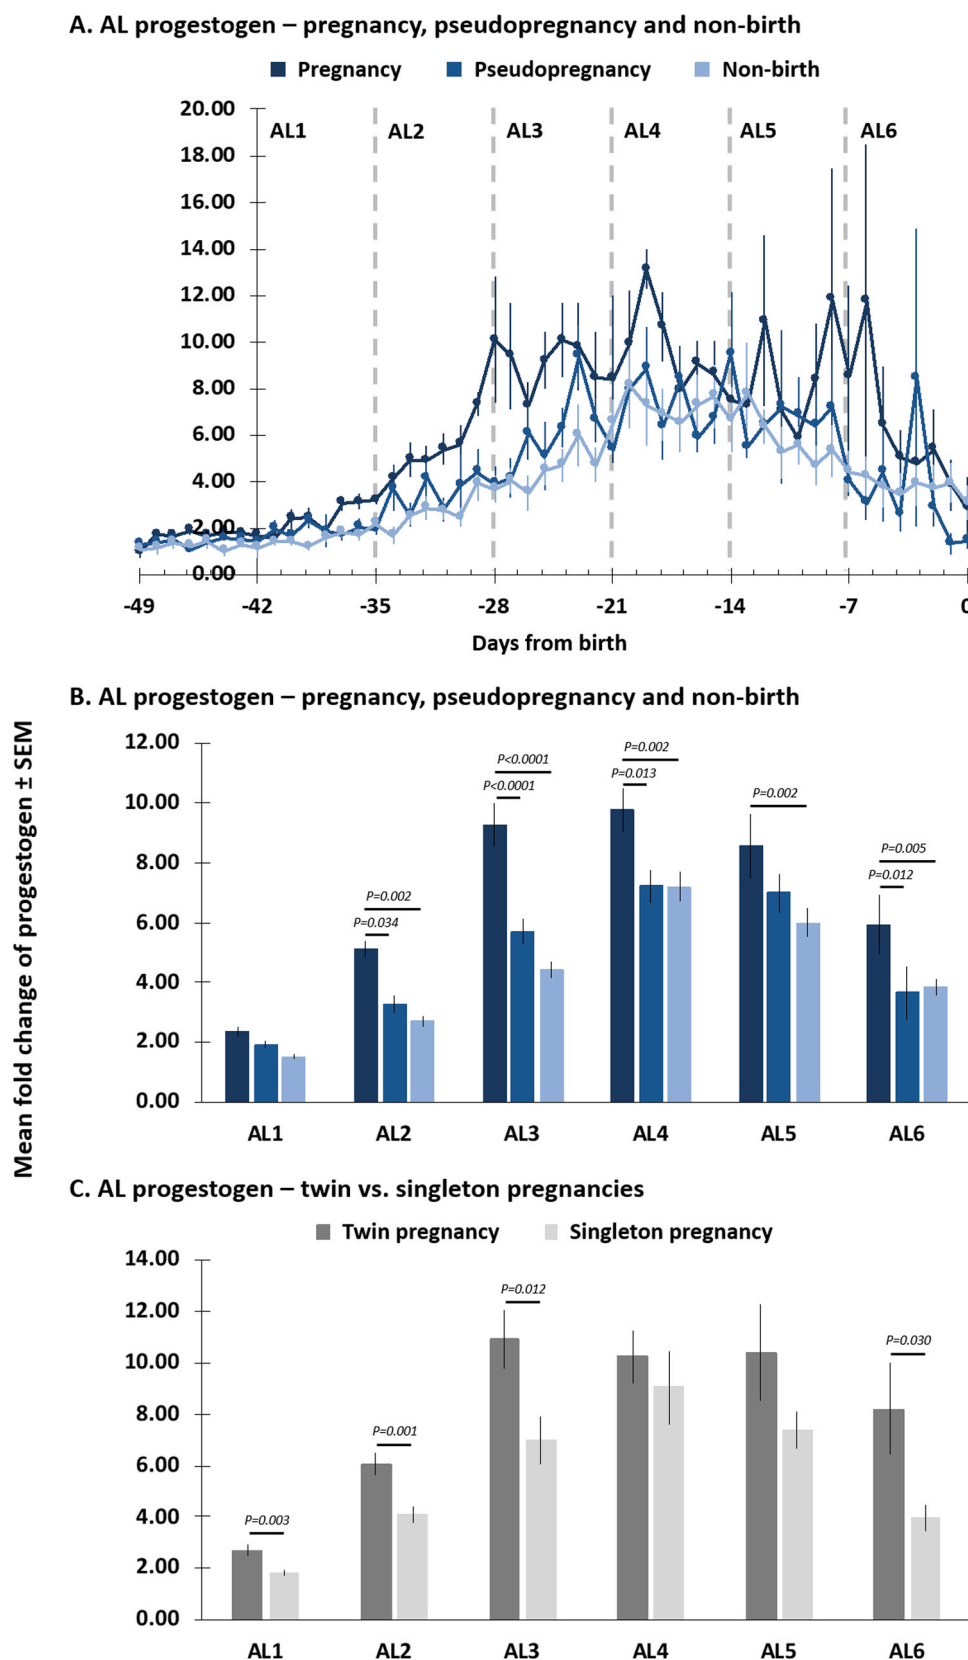 A. AL progestogen – pregnancy, pseudopregnancy and non-birth
Pregnancy Pseudopregnancy Non-birth
20.00
AL1 AL2 AL3 AL4 AL5 AL6
18.00
16.00
14.00
12.00
10.00
8.00
6.00
4.00
2.00
0.00
-49 -42 -35 -28 -21 -14 -7 0
Days from birth
Mean fold change of progestogen ± SEM
B. AL progestogen – pregnancy, pseudopregnancy and non-birth
12.00
10.00
8.00
6.00
4.00
2.00
0.00
P=0.002
P=0.034
P<0.0001
P<0.0001
P=0.002
P=0.013
P=0.002
P=0.005
P=0.012
AL1 AL2 AL3 AL4 AL5 AL6
C. AL progestogen – twin vs. singleton pregnancies
Twin pregnancy Singleton pregnancy
14.00
12.00
10.00
8.00
6.00
4.00
2.00
0.00
P=0.003
P=0.001
P=0.012
P=0.030
AL1 AL2 AL3 AL4 AL5 AL6